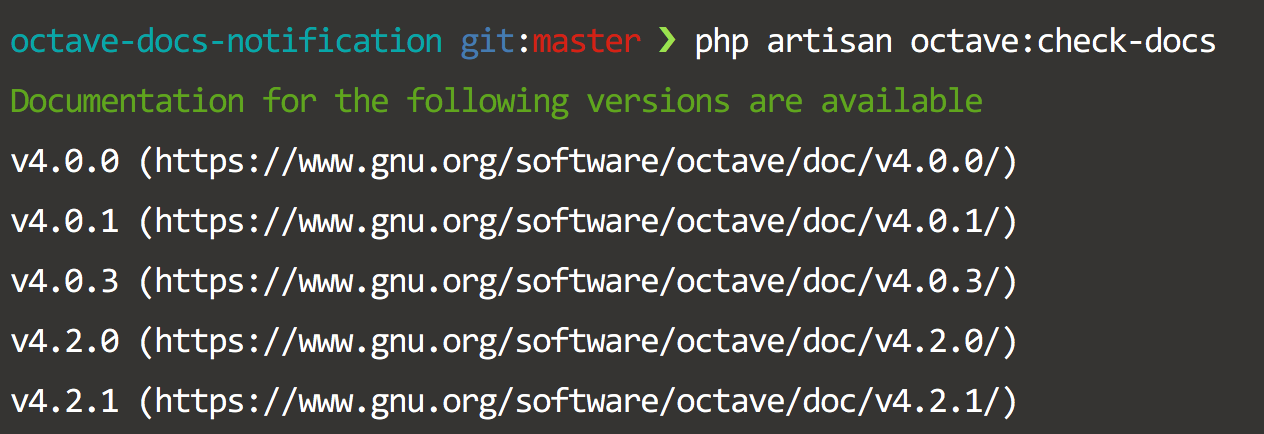 octave-docs-notification git:master ❯ php artisan octave:check-docs
Documentation for the following versions are available
v4.0.0 (https://www.gnu.org/software/octave/doc/v4.0.0/)
v4.0.1 (https://www.gnu.org/software/octave/doc/v4.0.1/)
v4.0.3 (https://www.gnu.org/software/octave/doc/v4.0.3/)
v4.2.0 (https://www.gnu.org/software/octave/doc/v4.2.0/)
v4.2.1 (https://www.gnu.org/software/octave/doc/v4.2.1/)